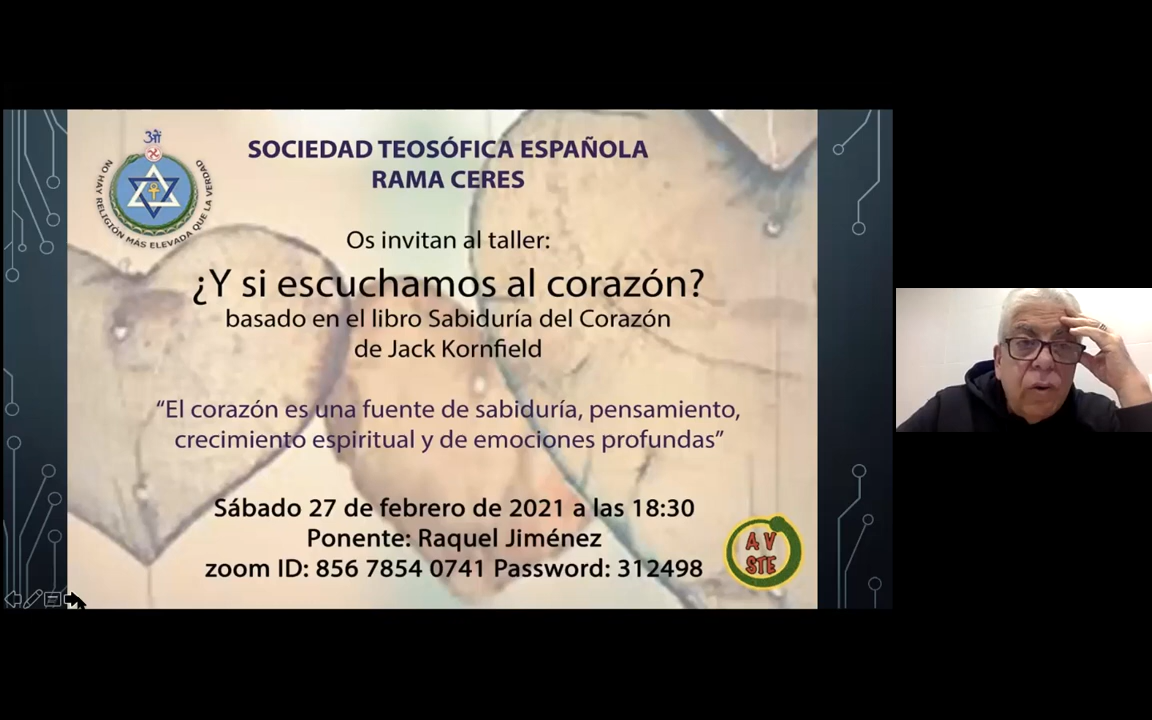 ओं
NO HAY RELIGIÓN MÁS ELEVADA QUE LA VERDAD
SOCIEDAD TEOSÓFICA ESPAÑOLA
RAMA CERES
Os invitan al taller:
¿Y si escuchamos al corazón?
basado en el libro Sabiduría del Corazón
de Jack Kornfield
“El corazón es una fuente de sabiduría, pensamiento,
crecimiento espiritual y de emociones profundas”
Sábado 27 de febrero de 2021 a las 18:30
Ponente: Raquel Jiménez
zoom ID: 856 7854 0741 Password: 312498
A V
STE